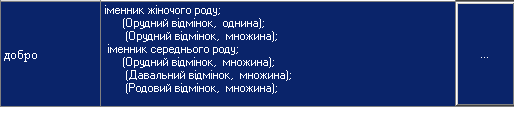 іменник жіночого роду;
(Орудний відмінок, однина);
(Орудний відмінок, множина);
іменник середнього роду;
добро
(Орудний відмінок, множина);
(Давальний відмінок, множина);
(Родовий відмінок, множина);
...